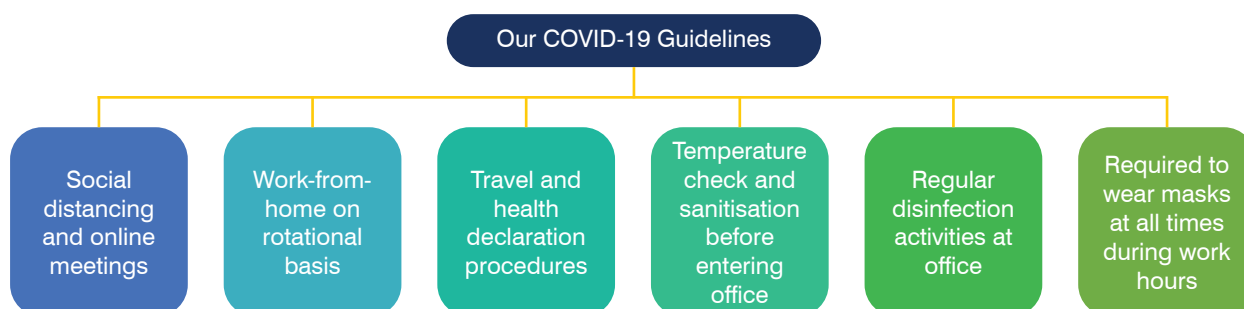 Our COVID-19 Guidelines
Social
distancing
and online
meetings
Work-from-
home on
rotational
basis
Travel and
health
declaration
procedures
Temperature
check and
sanitisation
before
entering
office
Regular
disinfection
activities at
office
Required to
wear masks
at all times
during work
hours